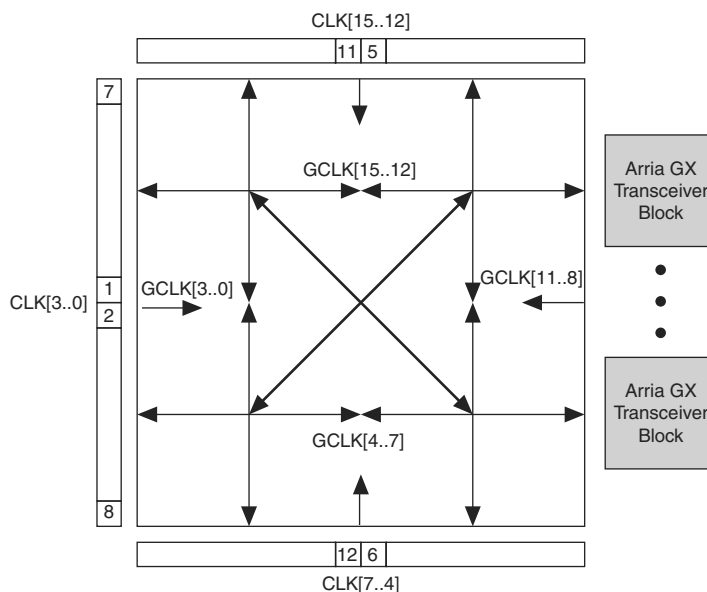 CLK[15..12]
11 5
7
GCLK[15..12]
Arria GX
Transceiver
Block
1
GCLK[3..0]
GCLK[11..8]
CLK[3..0]
2
Arria GX
Transceiver
Block
GCLK[4..7]
8
12 6
CLK[7..4]